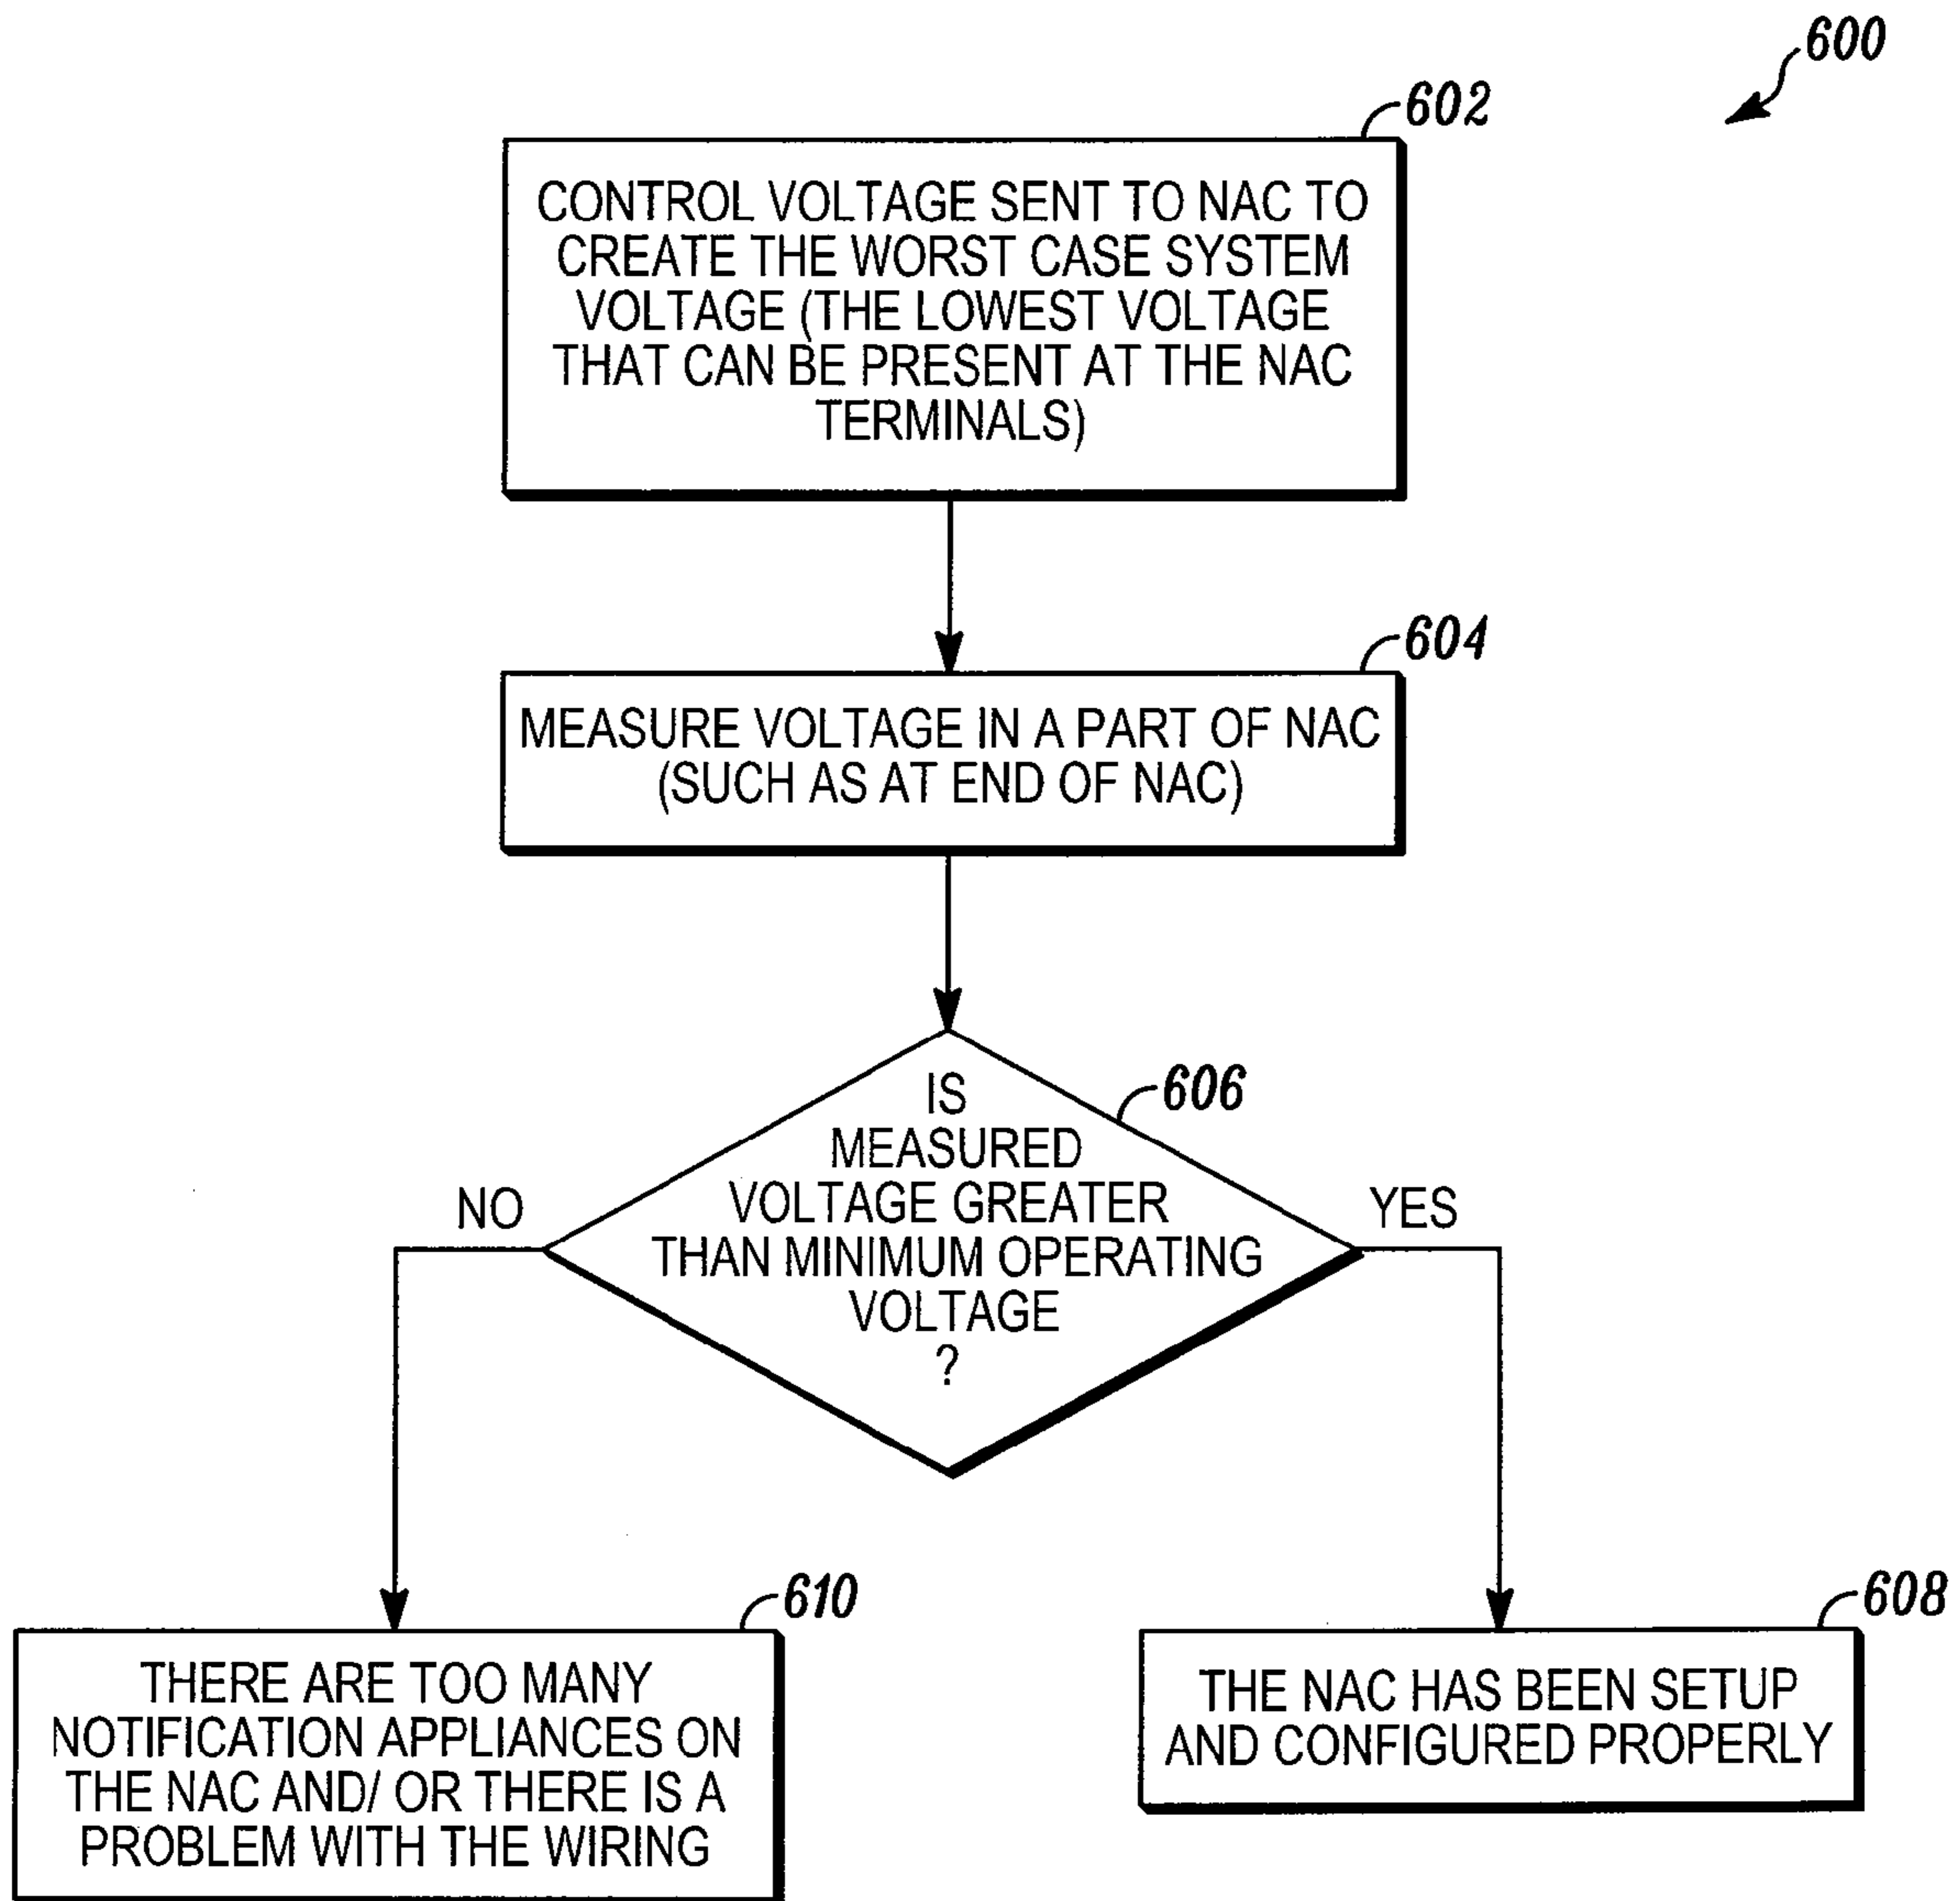 600
602
CONTROL VOLTAGE SENT TO NAC TO
CREATE THE WORST CASE SYSTEM
VOLTAGE (THE LOWEST VOLTAGE
THAT CAN BE PRESENT AT THE NAC
TERMINALS)
604
MEASURE VOLTAGE IN A PART OF NAC
(SUCH AS AT END OF NAC)
606
IS
MEASURED
VOLTAGE GREATER
THAN MINIMUM OPERATING
VOLTAGE
?
NO
YES
610
THERE ARE TOO MANY
NOTIFICATION APPLIANCES ON
THE NAC AND/ OR THERE IS A
PROBLEM WITH THE WIRING
608
THE NAC HAS BEEN SETUP
AND CONFIGURED PROPERLY